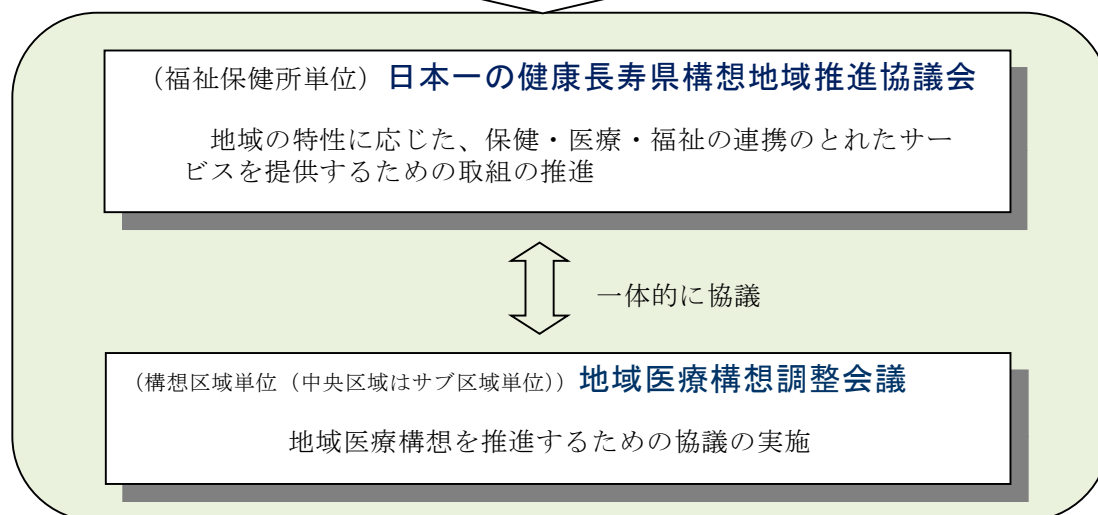 （福祉保健所単位）日本一の健康長寿県構想地域推進協議会
地域の特性に応じた、保健・医療・福祉の連携のとれたサー
ビスを提供するための取組の推進
一体的に協議
（構想区域単位（中央区域はサブ区域単位））地域医療構想調整会議
地域医療構想を推進するための協議の実施